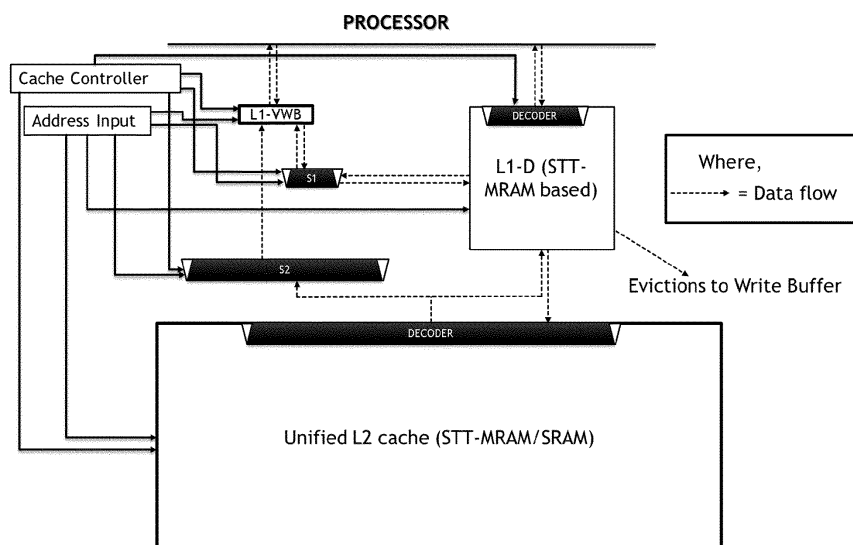 PROCESSOR
Cache Controller
Address Input
L1-VWB
DECODER
S1
L1-D (STT-
MRAM based)
Where,
= Data flow
S2
Evictions to Write Buffer
DECODER
Unified L2 cache (STT-MRAM/SRAM)